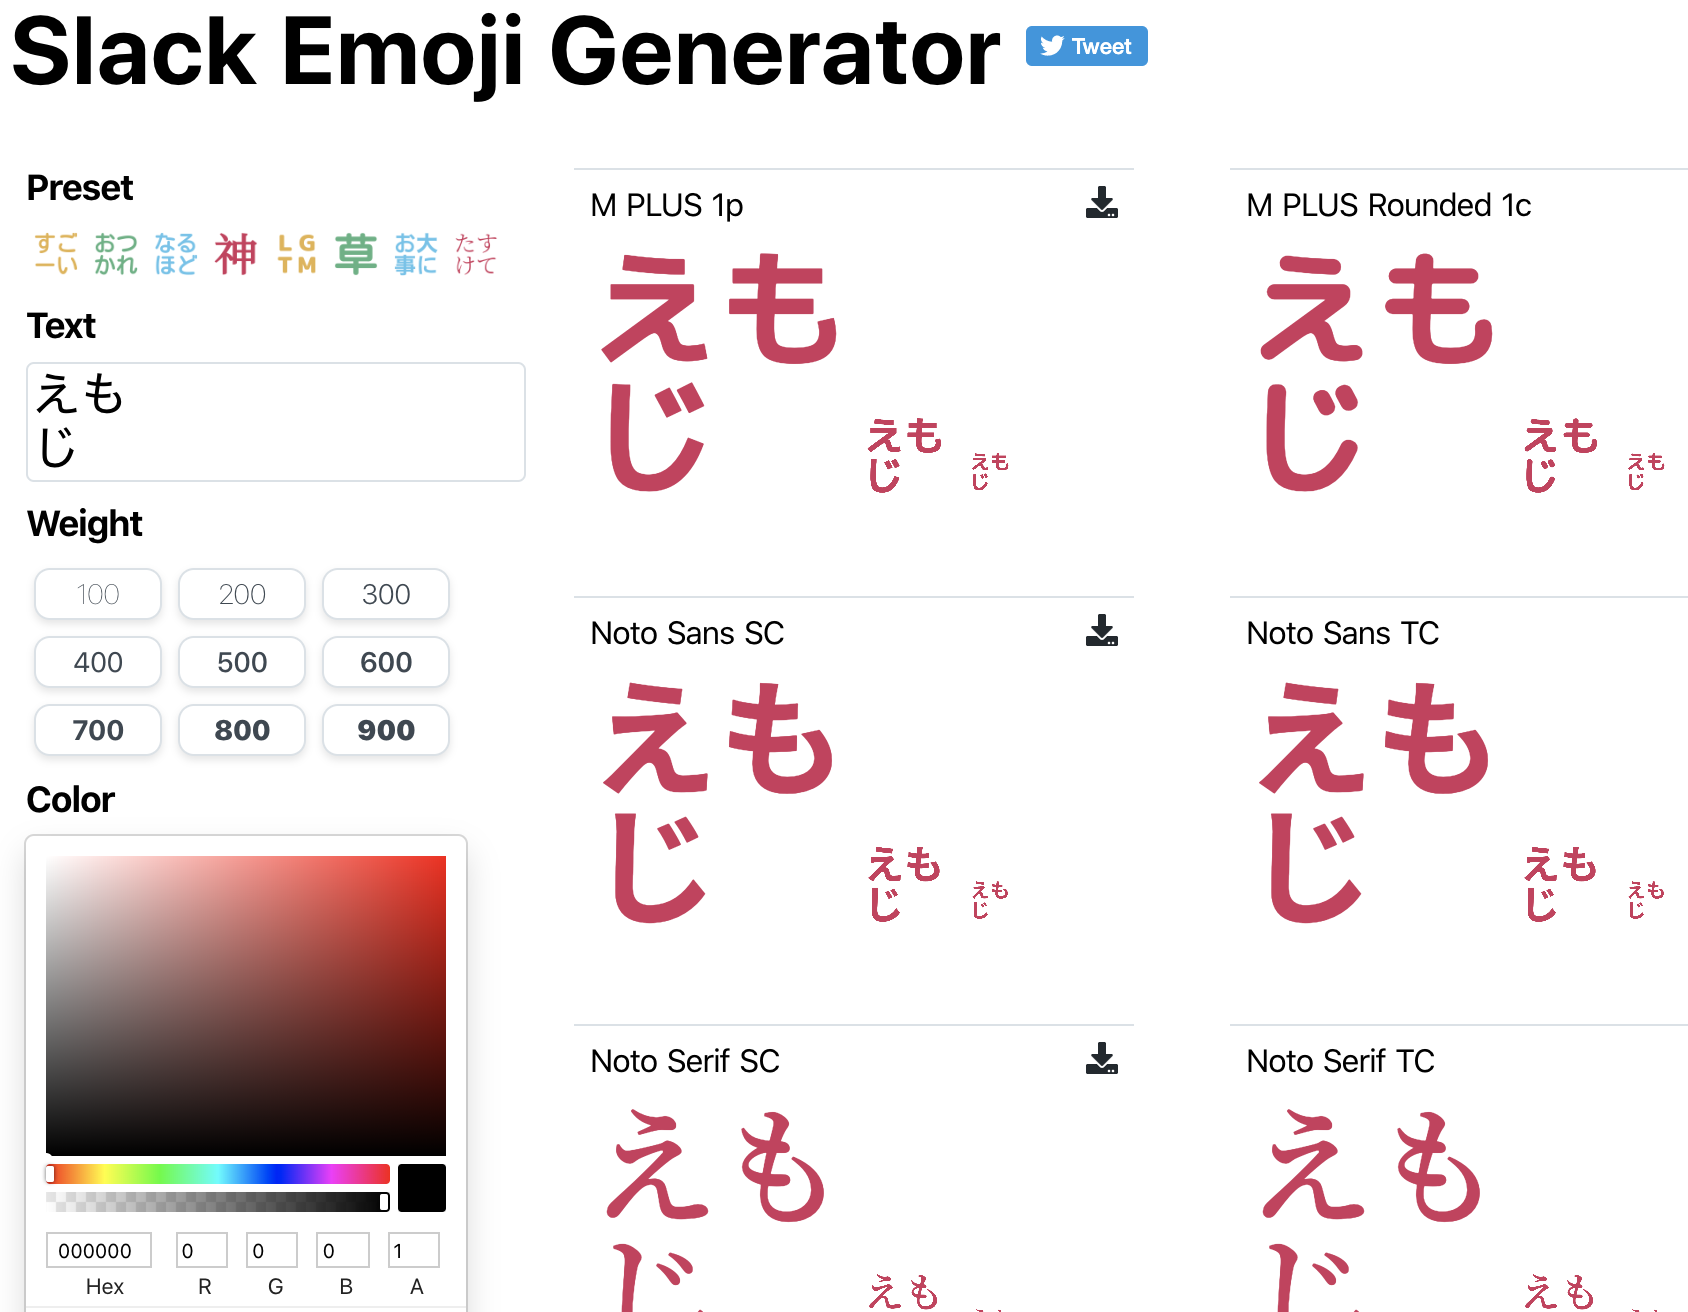 Slack Emoji Generator
Tweet
Preset
すご
ーい
おつ
かれ
なる
ほど
神
LG
TM
草
お大
事に
たす
けて
Text
えも
じ
Weight
100 200 300
400 500 600
700 800 900
Color
000000 0 0 0 1
Hex R G B A
M PLUS 1p
えも
じ
えも
じ
えも
じ
M PLUS Rounded 1c
えも
じ
えも
じ
えも
じ
Noto Sans SC
えも
じ
えも
じ
えも
じ
Noto Sans TC
えも
じ
えも
じ
えも
じ
Noto Serif SC
えも
じ
えも
Noto Serif TC
えも
じ
えも